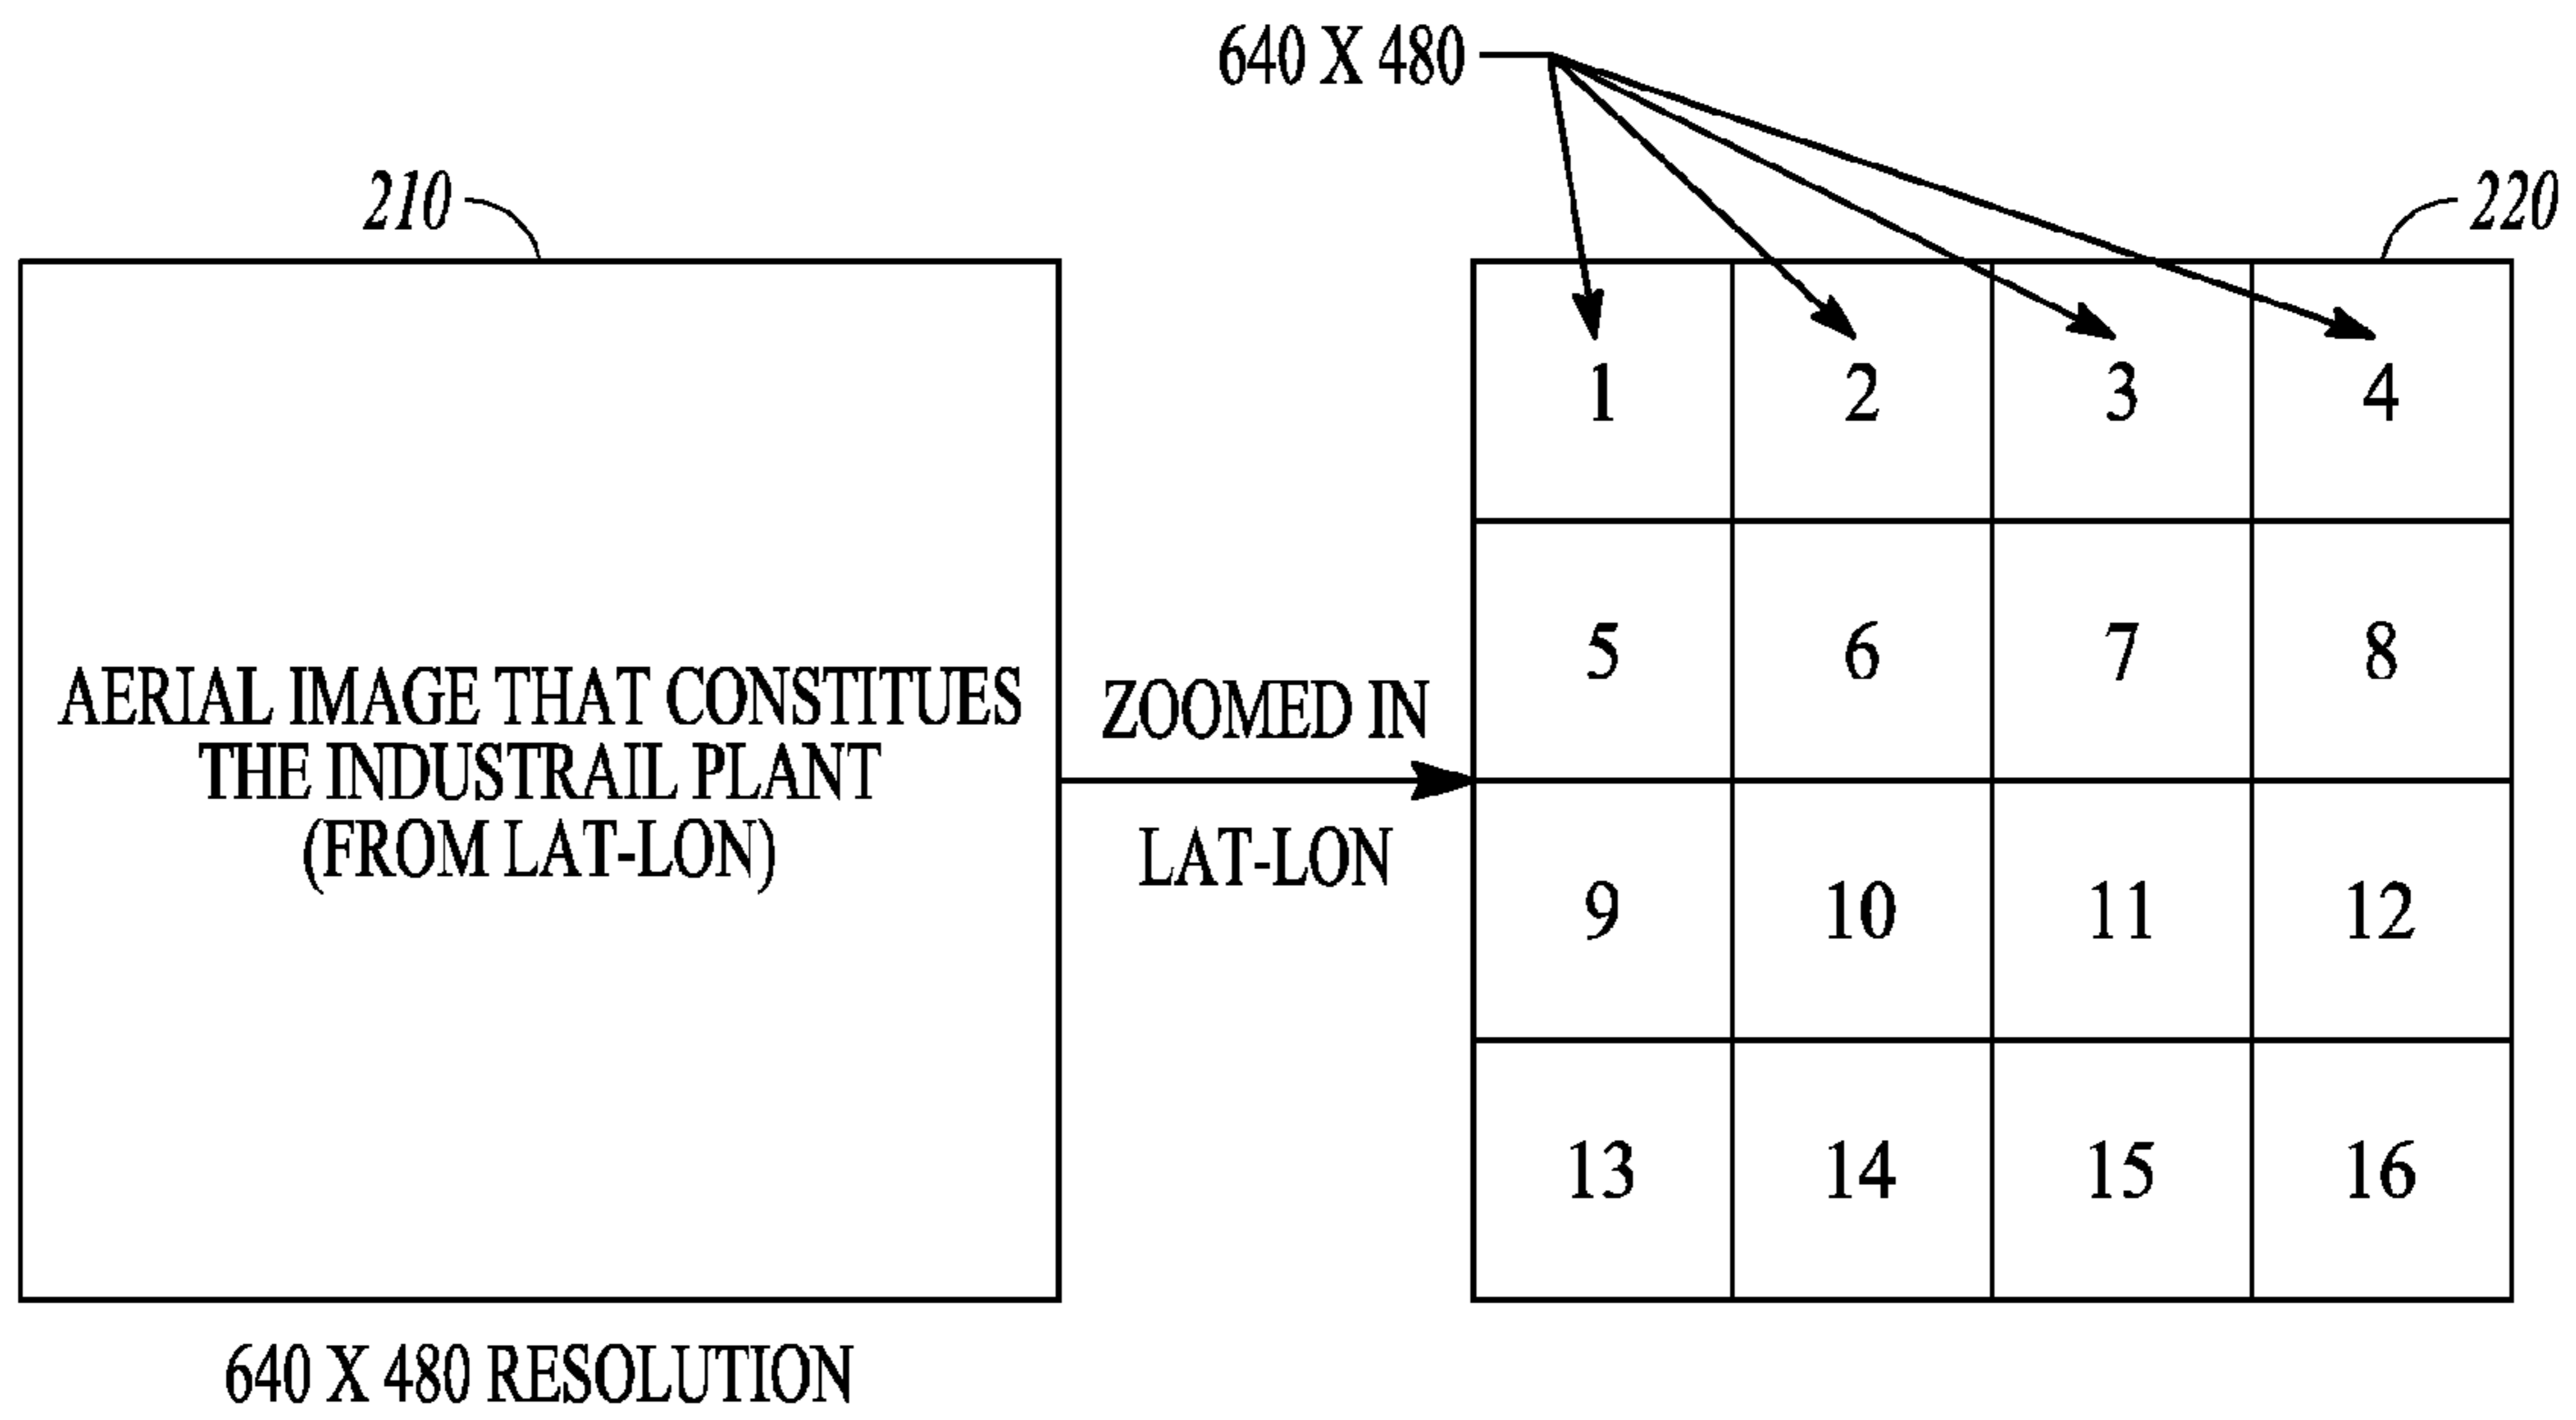 640 X 480
210
220
AERIAL IMAGE THAT CONSTITUES
THE INDUSTRAIL PLANT
(FROM LAT-LON)
640 X 480 RESOLUTION
ZOOMED IN
LAT-LON
1 2 3 4
5 6 7 8
9 10 11 12
13 14 15 16